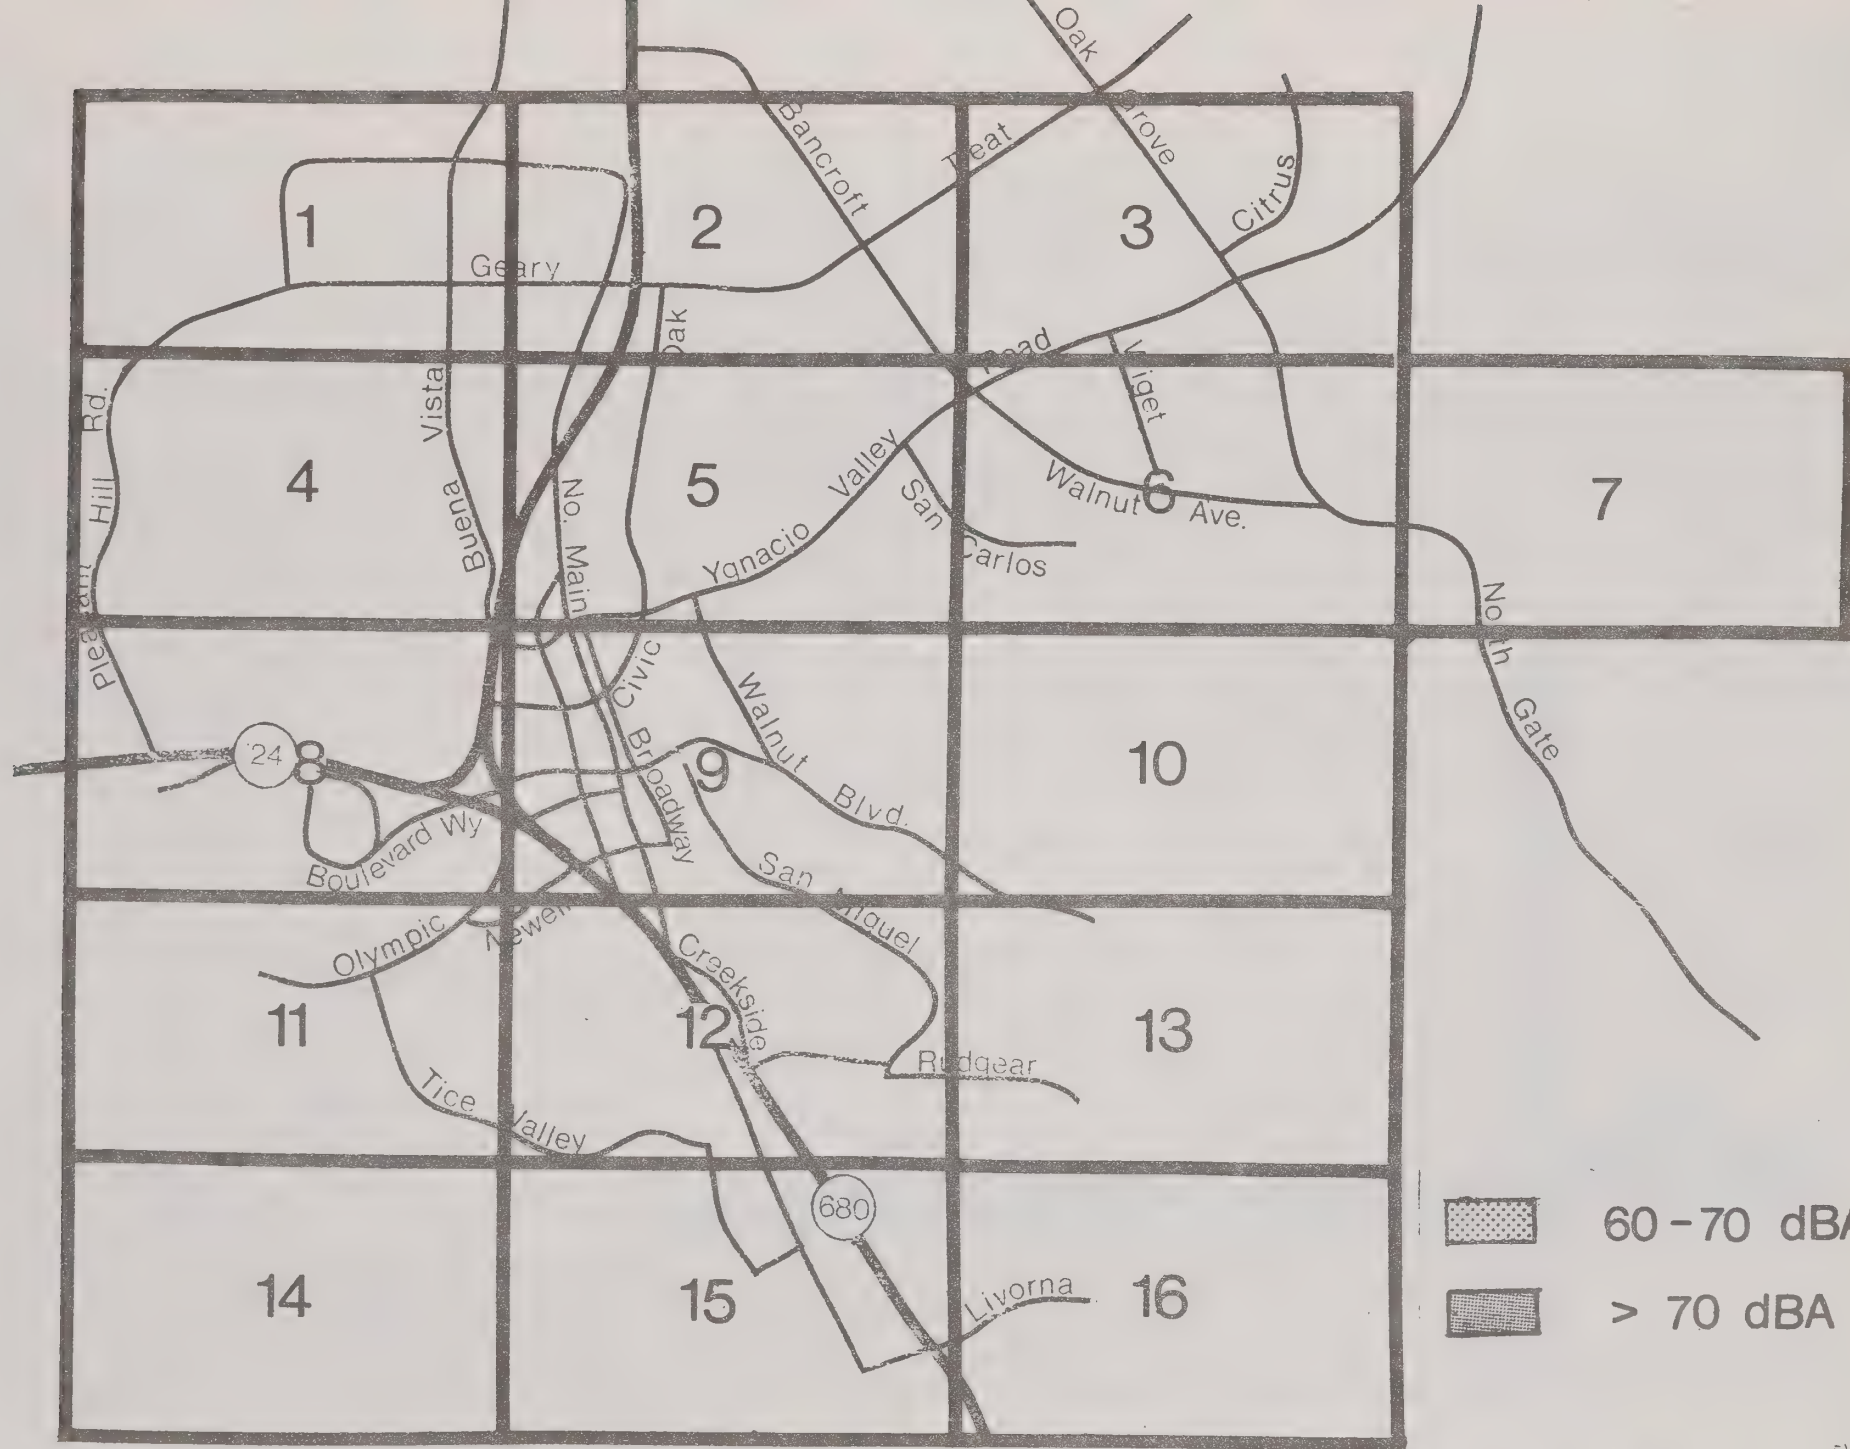 Oak
Grove
Bancroft
Treat
Citrus
1
2
3
Geary
Oak
Road
Wiget
Rd.
Vista
4
5
Valley
Walnut
6
Ave.
7
Hill
Buena
No.
San
Main
Ygnacio
Carlos
Pleasant
Civic
North
Walnut
Gate
24
8
Broadway
9
10
Blvd.
Boulevard Wy
San Miguel
Newell
Olympic
Creekside
11
12
13
Rudgear
Tice Valley
680
60-70 dBA
14
15
Livorna
16
> 70 dBA